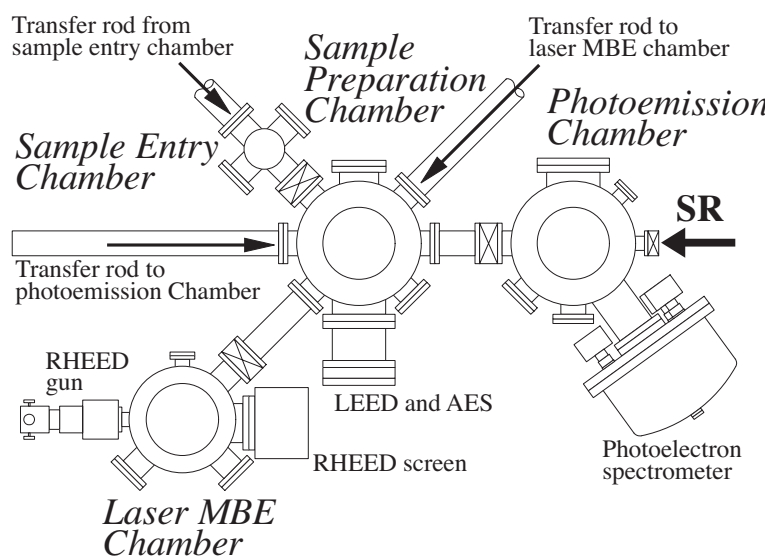 Transfer rod from
sample entry chamber
Sample
Preparation
Chamber
Transfer rod to
laser MBE chamber
Photoemission
Chamber
Sample Entry
Chamber
SR
Transfer rod to
photoemission Chamber
RHEED
gun
LEED and AES
RHEED screen
Photoelectron
spectrometer
Laser MBE
Chamber